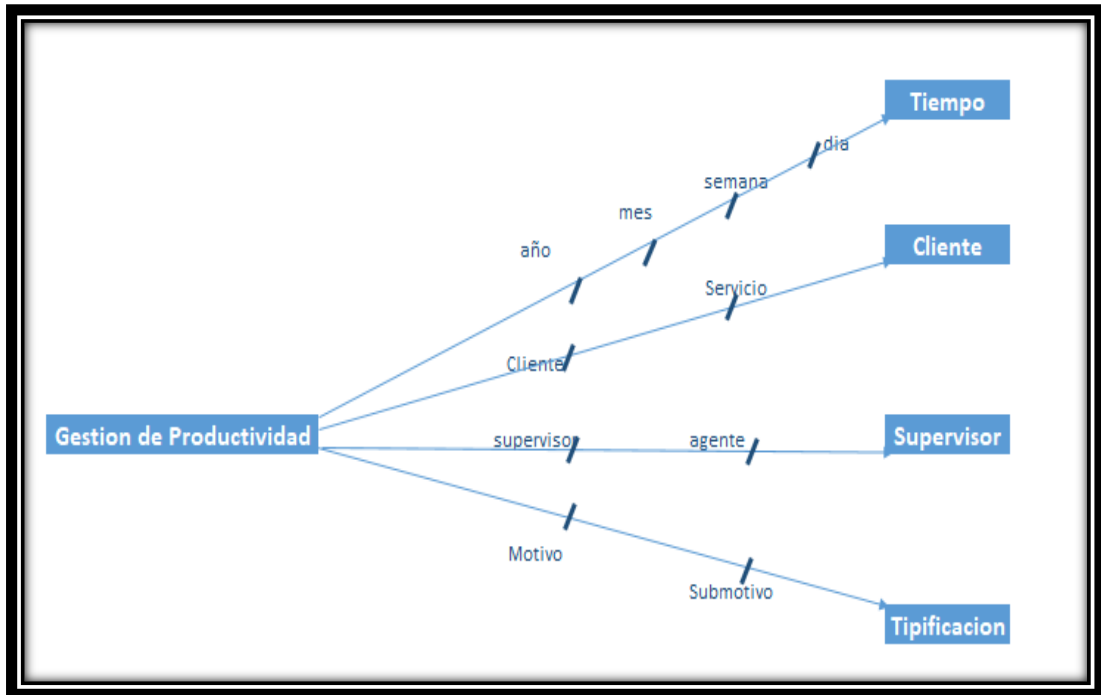 Tiempo
dia
semana
mes
año
Cliente
Servicio
Cliente
Gestion de Productividad
supervisor
agente
Supervisor
Motivo
Submotivo
Tipificacion